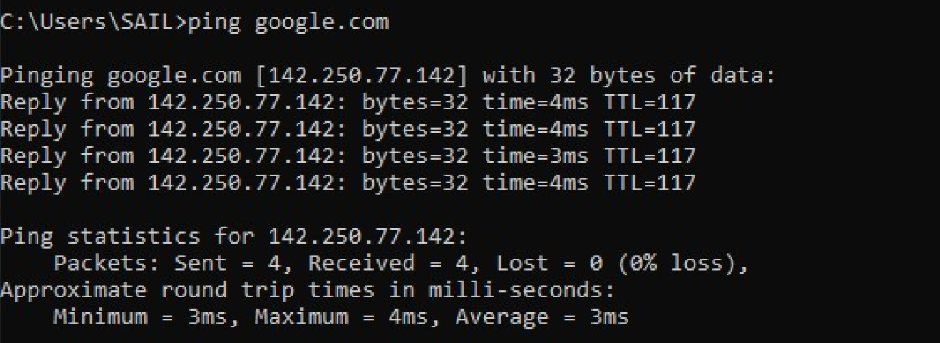 C:\Users\SAIL>ping google.com
Pinging google.com [142.250.77.142] with 32 bytes of data:
Reply from 142.250.77.142: bytes=32 time=4ms TTL=117
Reply from 142.250.77.142: bytes=32 time=4ms TTL=117
Reply from 142.250.77.142: bytes=32 time=3ms TTL=117
Reply from 142.250.77.142: bytes=32 time=4ms TTL=117
Ping statistics for 142.250.77.142:
    Packets: Sent = 4, Received = 4, Lost = 0 (0% loss),
Approximate round trip times in milli-seconds:
    Minimum = 3ms, Maximum = 4ms, Average = 3ms